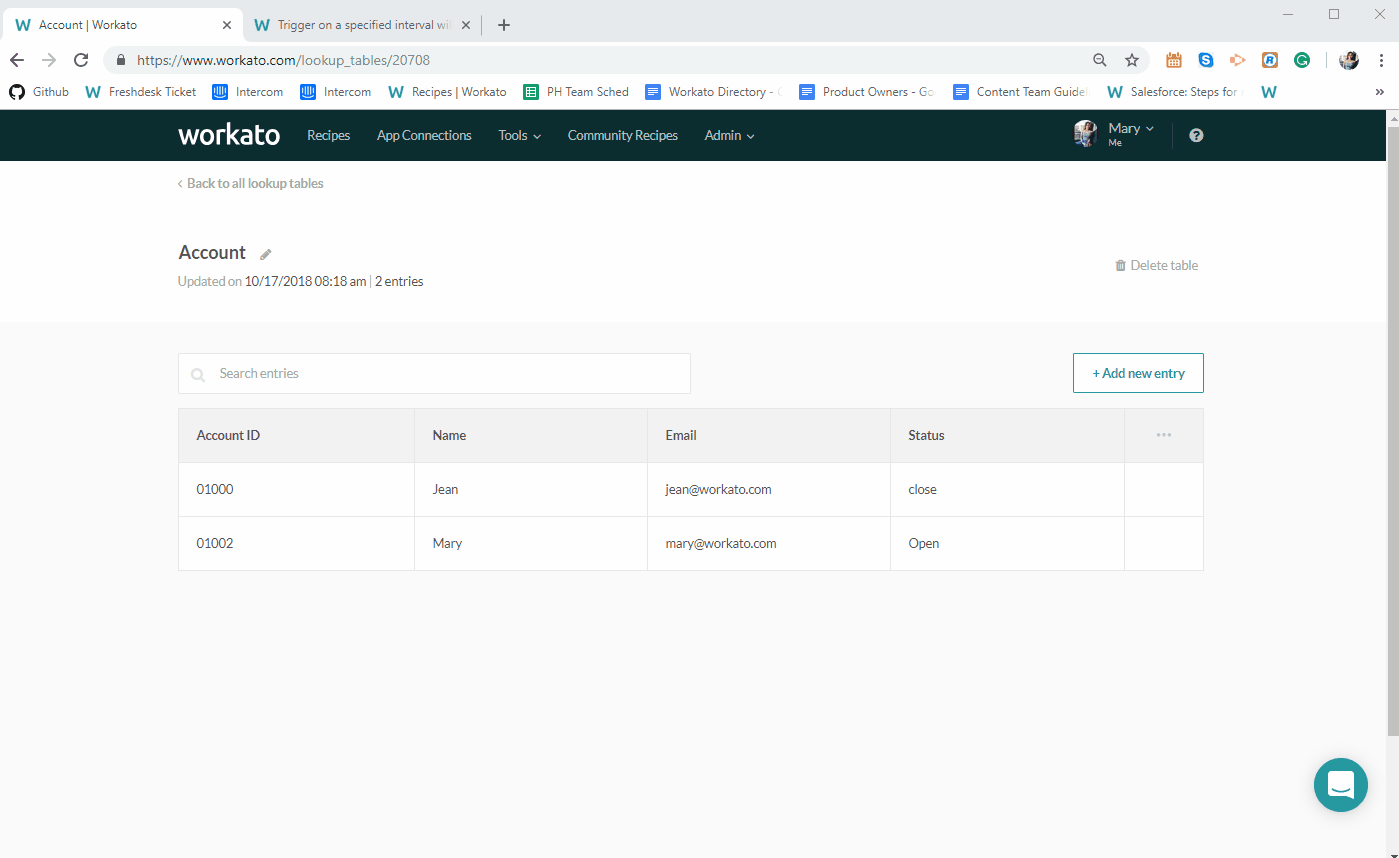 Account | Workato
Trigger on a specified interval wi
https://www.workato.com/lookup_tables/20708
Github Freshdesk Ticket Intercom Intercom Recipes | Workato PH Team Sched Workato Directory - Product Owners - Go Content Team Guide Salesforce: Steps for »
workato Recipes App Connections Tools Community Recipes Admin Mary
Me
Back to all lookup tables
Account
Updated on 10/17/2018 08:18 am | 2 entries
Delete table
Search entries
+ Add new entry
Account ID Name Email Status
01000 Jean jean@workato.com close
01002 Mary mary@workato.com Open